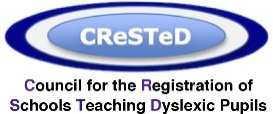 CReSTeD
Council for the Registration of
Schools Teaching Dyslexic Pupils